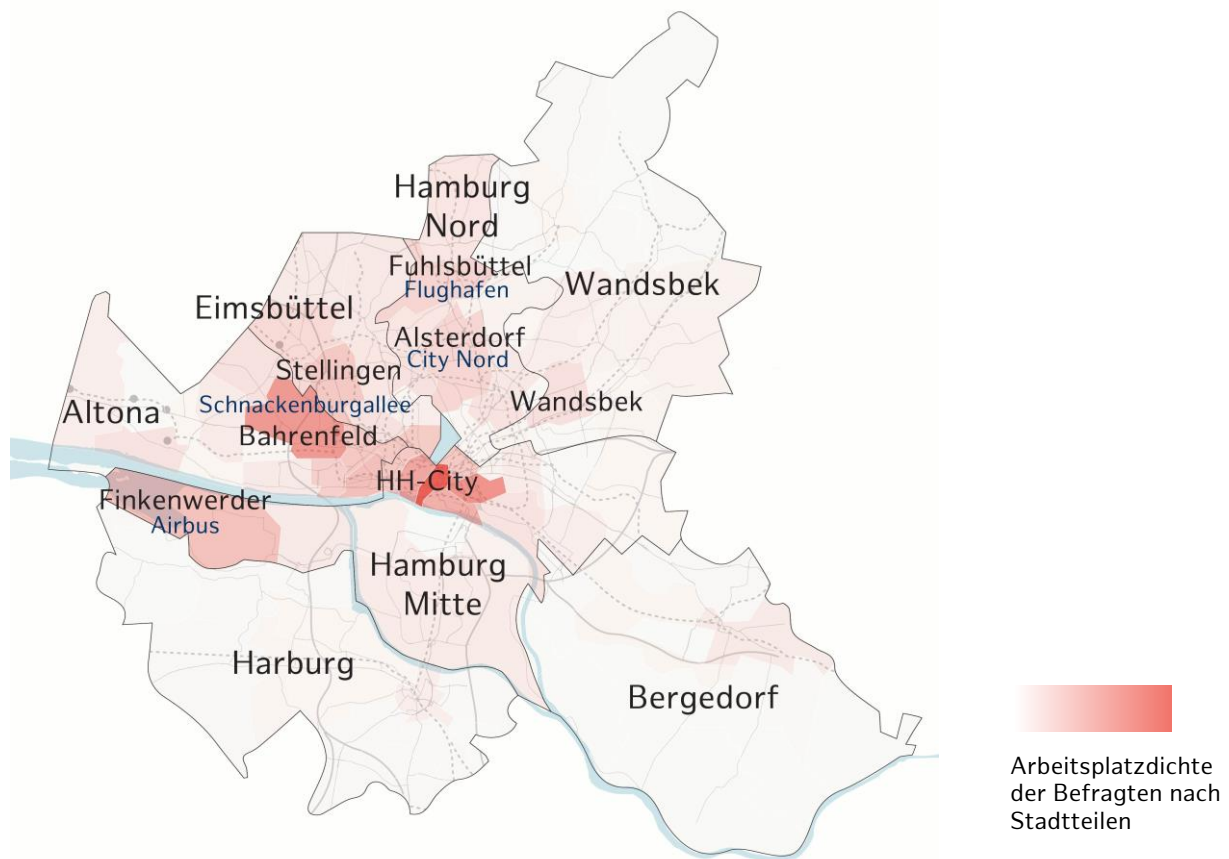 Hamburg
Nord
Fuhlsbüttel
Flughafen
Wandsbek
Eimsbüttel
Alsterdorf
City Nord
Stellingen
Schnackenburgallee
Wandsbek
Altona
Bahrenfeld
HH-City
Finkenwerder
Airbus
Hamburg
Mitte
Harburg
Bergedorf
Arbeitsplatzdichte
der Befragten nach
Stadtteilen